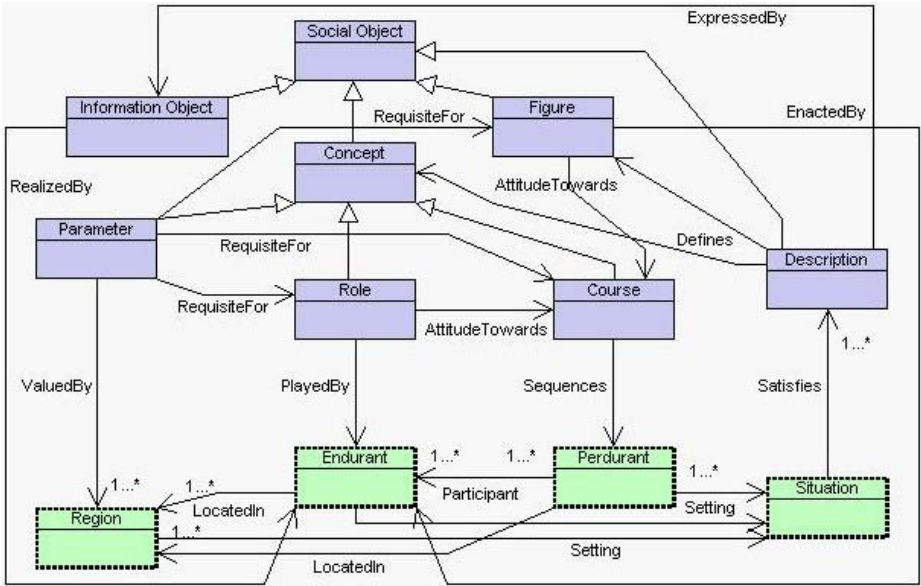 ExpressedBy
Social Object
Information Object
RequisiteFor
Figure
EnactedBy
Concept
RealizedBy
AttitudeTowards
Parameter
RequisiteFor
Defines
Description
RequisiteFor
Role
AttitudeTowards
Course
1...*
ValuedBy
PlayedBy
Sequences
Satisfies
Endurant
1...*
1...*
Perdurant
1...*
1...*
1...*
Participant
Situation
LocatedIn
Setting
Region
1...*
Setting
LocatedIn